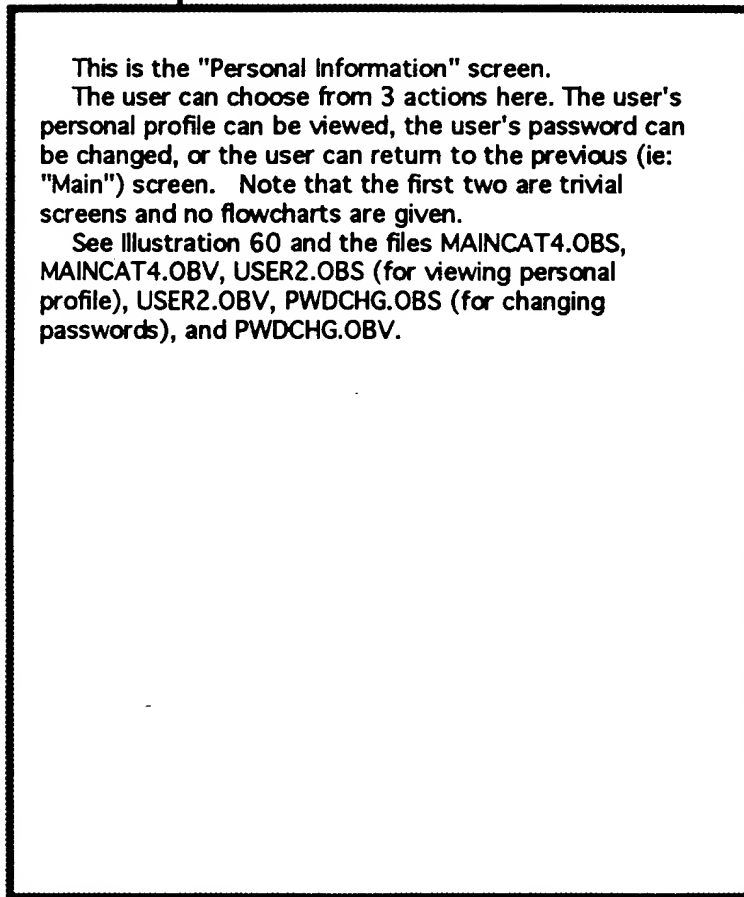 This is the "Personal Information" screen.
The user can choose from 3 actions here. The user's
personal profile can be viewed, the user's password can
be changed, or the user can return to the previous (ie:
"Main") screen. Note that the first two are trivial
screens and no flowcharts are given.
See Illustration 60 and the files MAINCAT4.OBS,
MAINCAT4.OBV, USER2.OBS (for viewing personal
profile), USER2.OBV, PWDCHG.OBS (for changing
passwords), and PWDCHG.OBV.